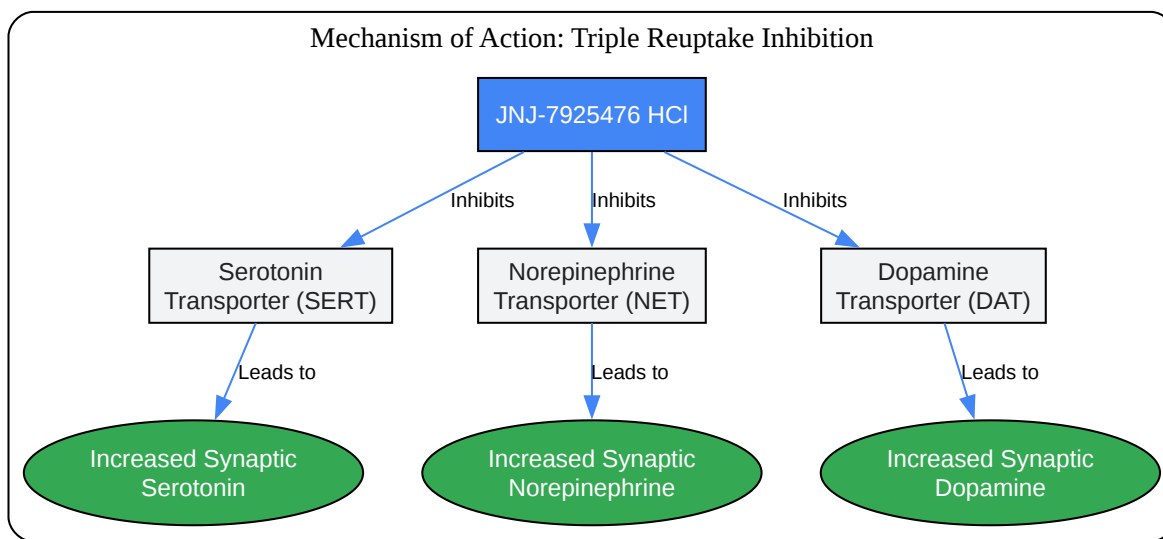 Mechanism of Action: Triple Reuptake Inhibition
JNJ-7925476 HCl
Inhibits
Inhibits
Inhibits
Serotonin
Transporter (SERT)
Norepinephrine
Transporter (NET)
Dopamine
Transporter (DAT)
Leads to
Leads to
Leads to
Increased Synaptic
Serotonin
Increased Synaptic
Norepinephrine
Increased Synaptic
Dopamine